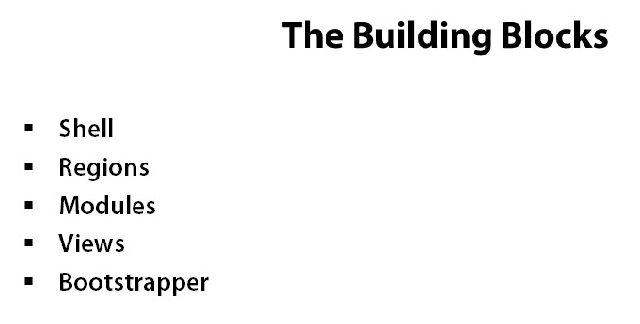 The Building Blocks
▪ Shell
▪ Regions
▪ Modules
▪ Views
▪ Bootstrapper